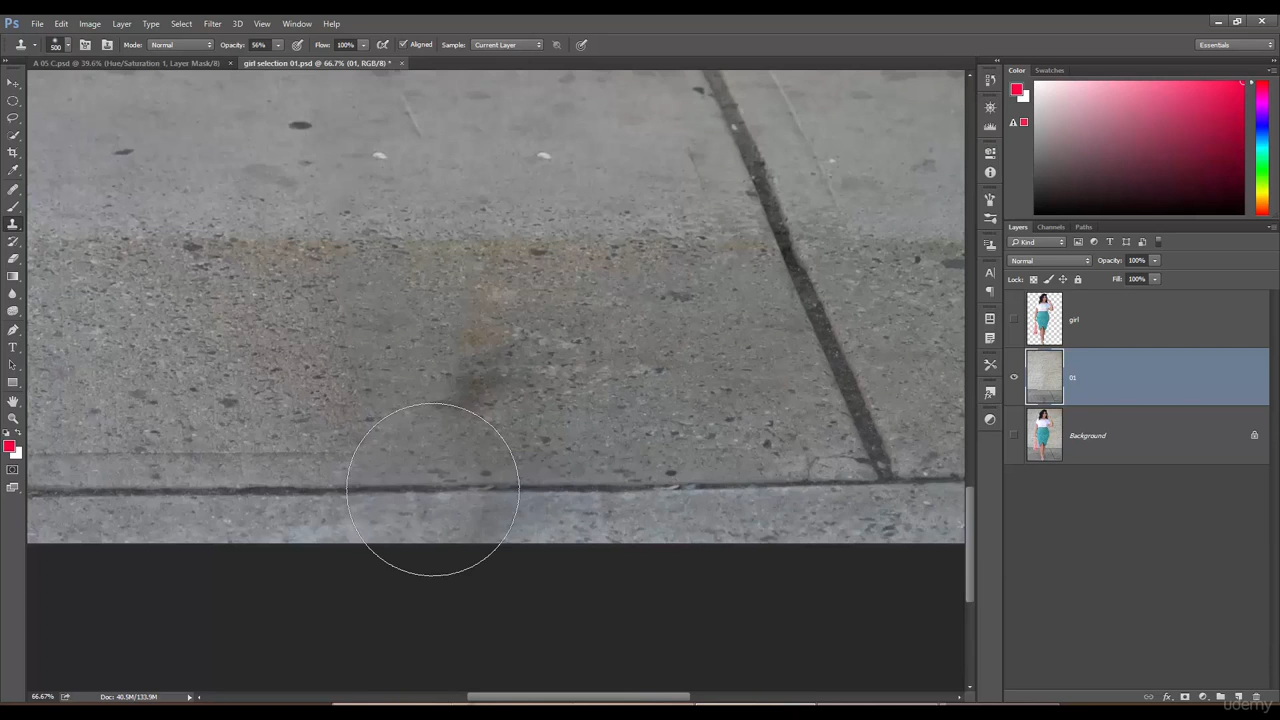 Ps File Edit Image Layer Type Select Filter 3D View Window Help
500 Mode: Normal Opacity: 56% Flow: 100% Aligned Sample: Current Layer Essentials
A 05 C.psd @ 39.6% (Hue/Saturation 1, Layer Mask/8) × girl selection 01.psd @ 66.7% (01, RGB/8) * ×
Color Swatches
Layers Channels Paths
Kind
Normal Opacity: 100%
Lock: Fill: 100%
girl
01
Background
66.67% Doc: 40.5M/133.9M
udemy